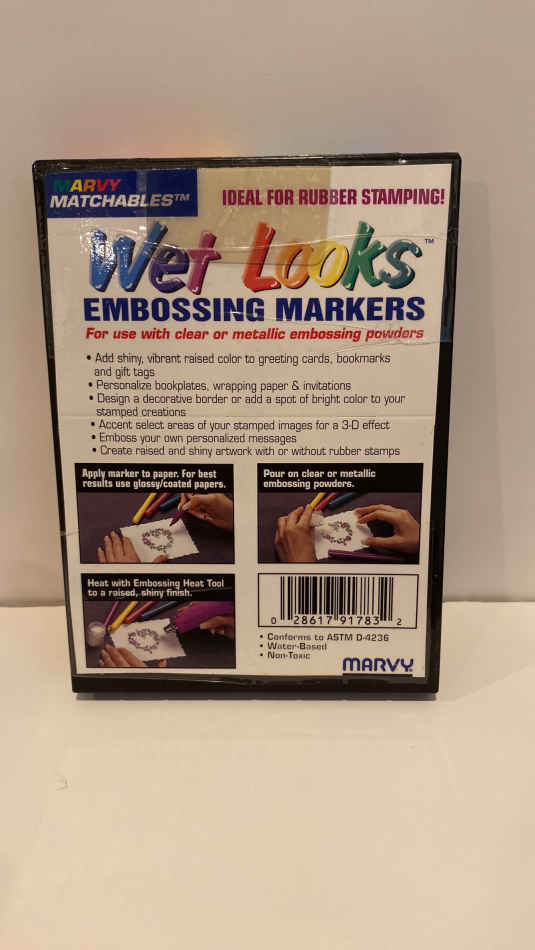 MARVY
MATCHABLES™
IDEAL FOR RUBBER STAMPING!
Wet Looks™
EMBOSSING MARKERS
For use with clear or metallic embossing powders
• Add shiny, vibrant raised color to greeting cards, bookmarks
and gift tags
• Personalize bookplates, wrapping paper & invitations
• Design a decorative border or add a spot of bright color to your
stamped creations
• Accent select areas of your stamped images for a 3-D effect
• Emboss your own personalized messages
• Create raised and shiny artwork with or without rubber stamps
Apply marker to paper. For best
results use glossy/coated papers.
Pour on clear or metallic
embossing powders.
Heat with Embossing Heat Tool
to a raised, shiny finish.
0 28617 91783 2
• Conforms to ASTM D-4236
• Water-Based
• Non-Toxic
MARVY